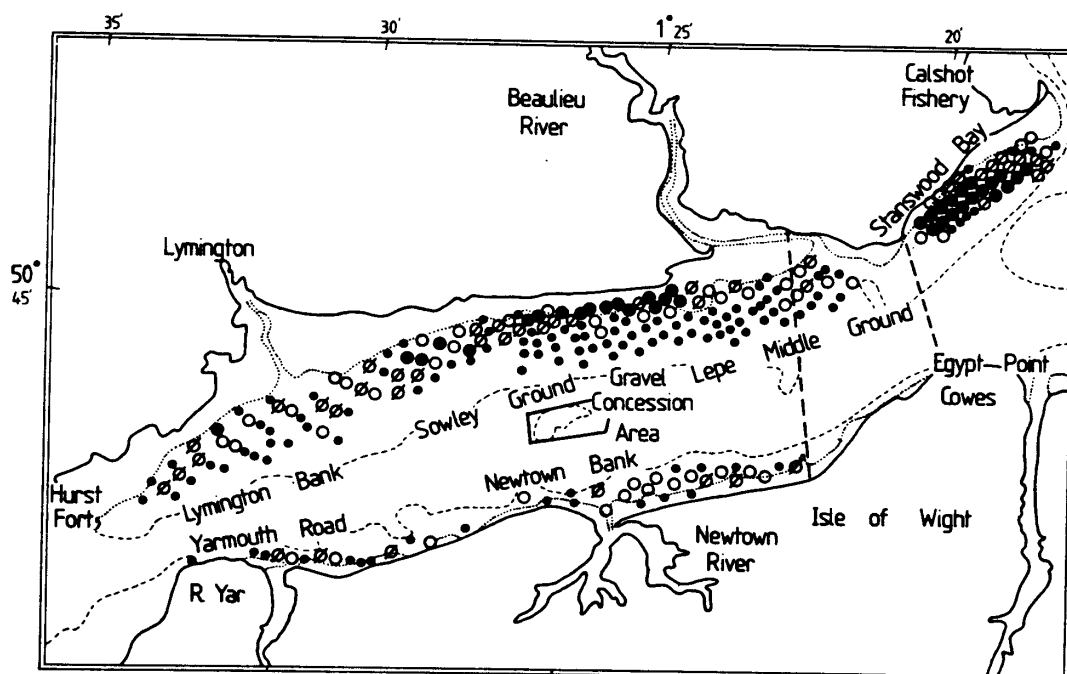 35′
30′
1° 25′
20′
Calshot
Fishery
Beaulieu
River
Stanswood Bay
Lymington
50°
45′
Sowley Ground Gravel Lepe Middle Ground
Concession
Area
Egypt-Point
Cowes
Hurst
Fort
Lymington Bank
Newtown Bank
Yarmouth Road
Isle of Wight
Newtown
River
R Yar